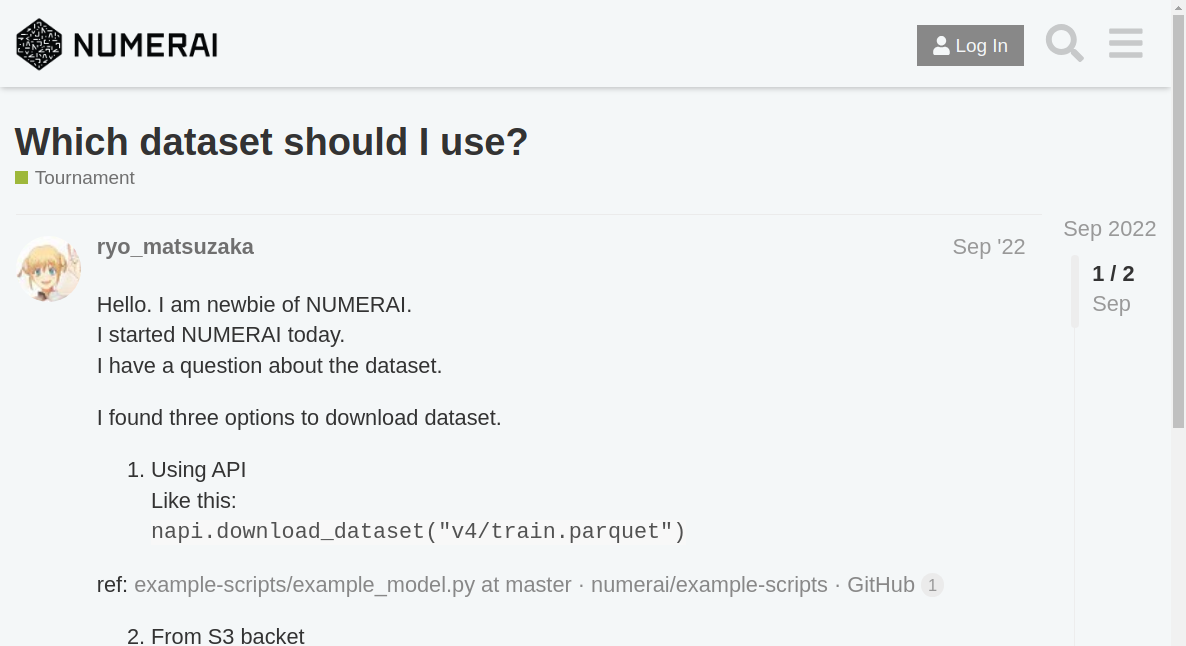 NUMERAI
Log In
Which dataset should I use?
Tournament
Sep 2022
ryo_matsuzaka
Sep '22
1 / 2
Sep
Hello. I am newbie of NUMERAI.
I started NUMERAI today.
I have a question about the dataset.
I found three options to download dataset.
1. Using API
Like this:
napi.download_dataset("v4/train.parquet")
ref: example-scripts/example_model.py at master · numerai/example-scripts · GitHub 1
2. From S3 backet